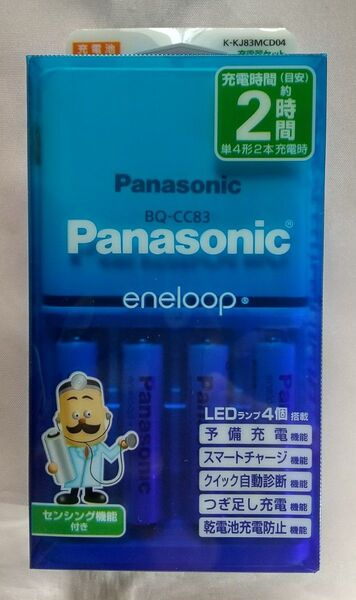 充電池
K-KJ83MCD04
充電時間(目安)
約
2時間
単4形2本充電時
Panasonic
BQ-CC83
Panasonic®
eneloop®
Panasonic
Panasonic
Panasonic
LEDランプ4個 搭載
予備充電 機能
スマートチャージ 機能
クイック自動診断 機能
つぎ足し充電 機能
乾電池充電防止 機能
センシング機能
付き